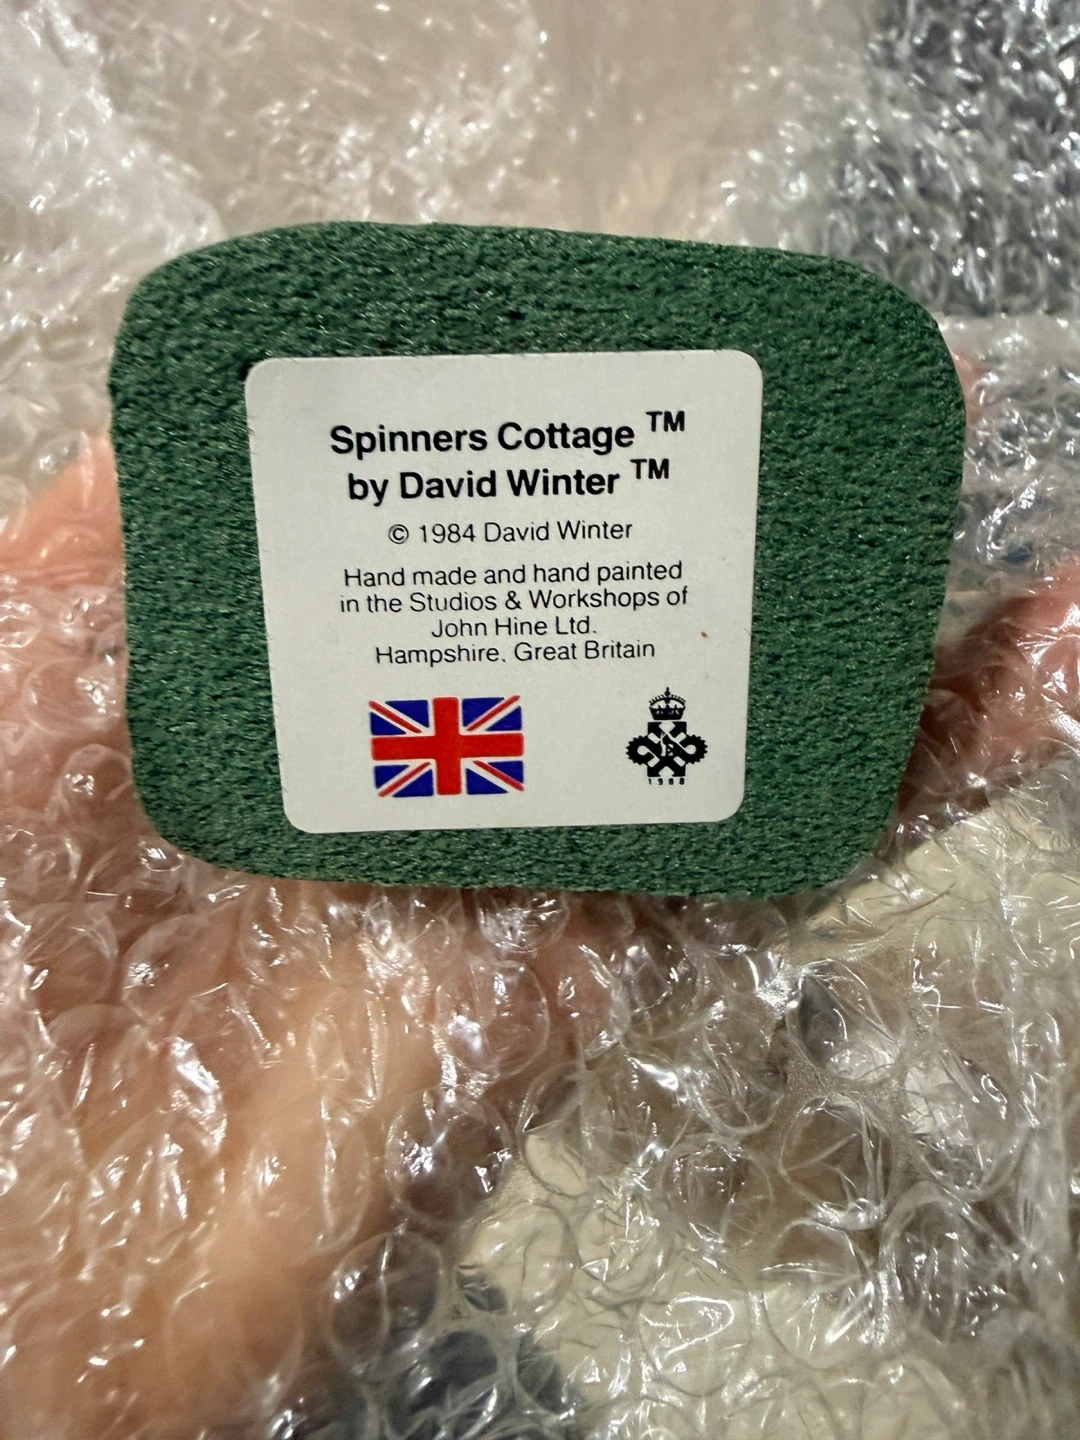 Spinners Cottage ™
by David Winter ™
© 1984 David Winter
Hand made and hand painted
in the Studios & Workshops of
John Hine Ltd.
Hampshire, Great Britain
1988